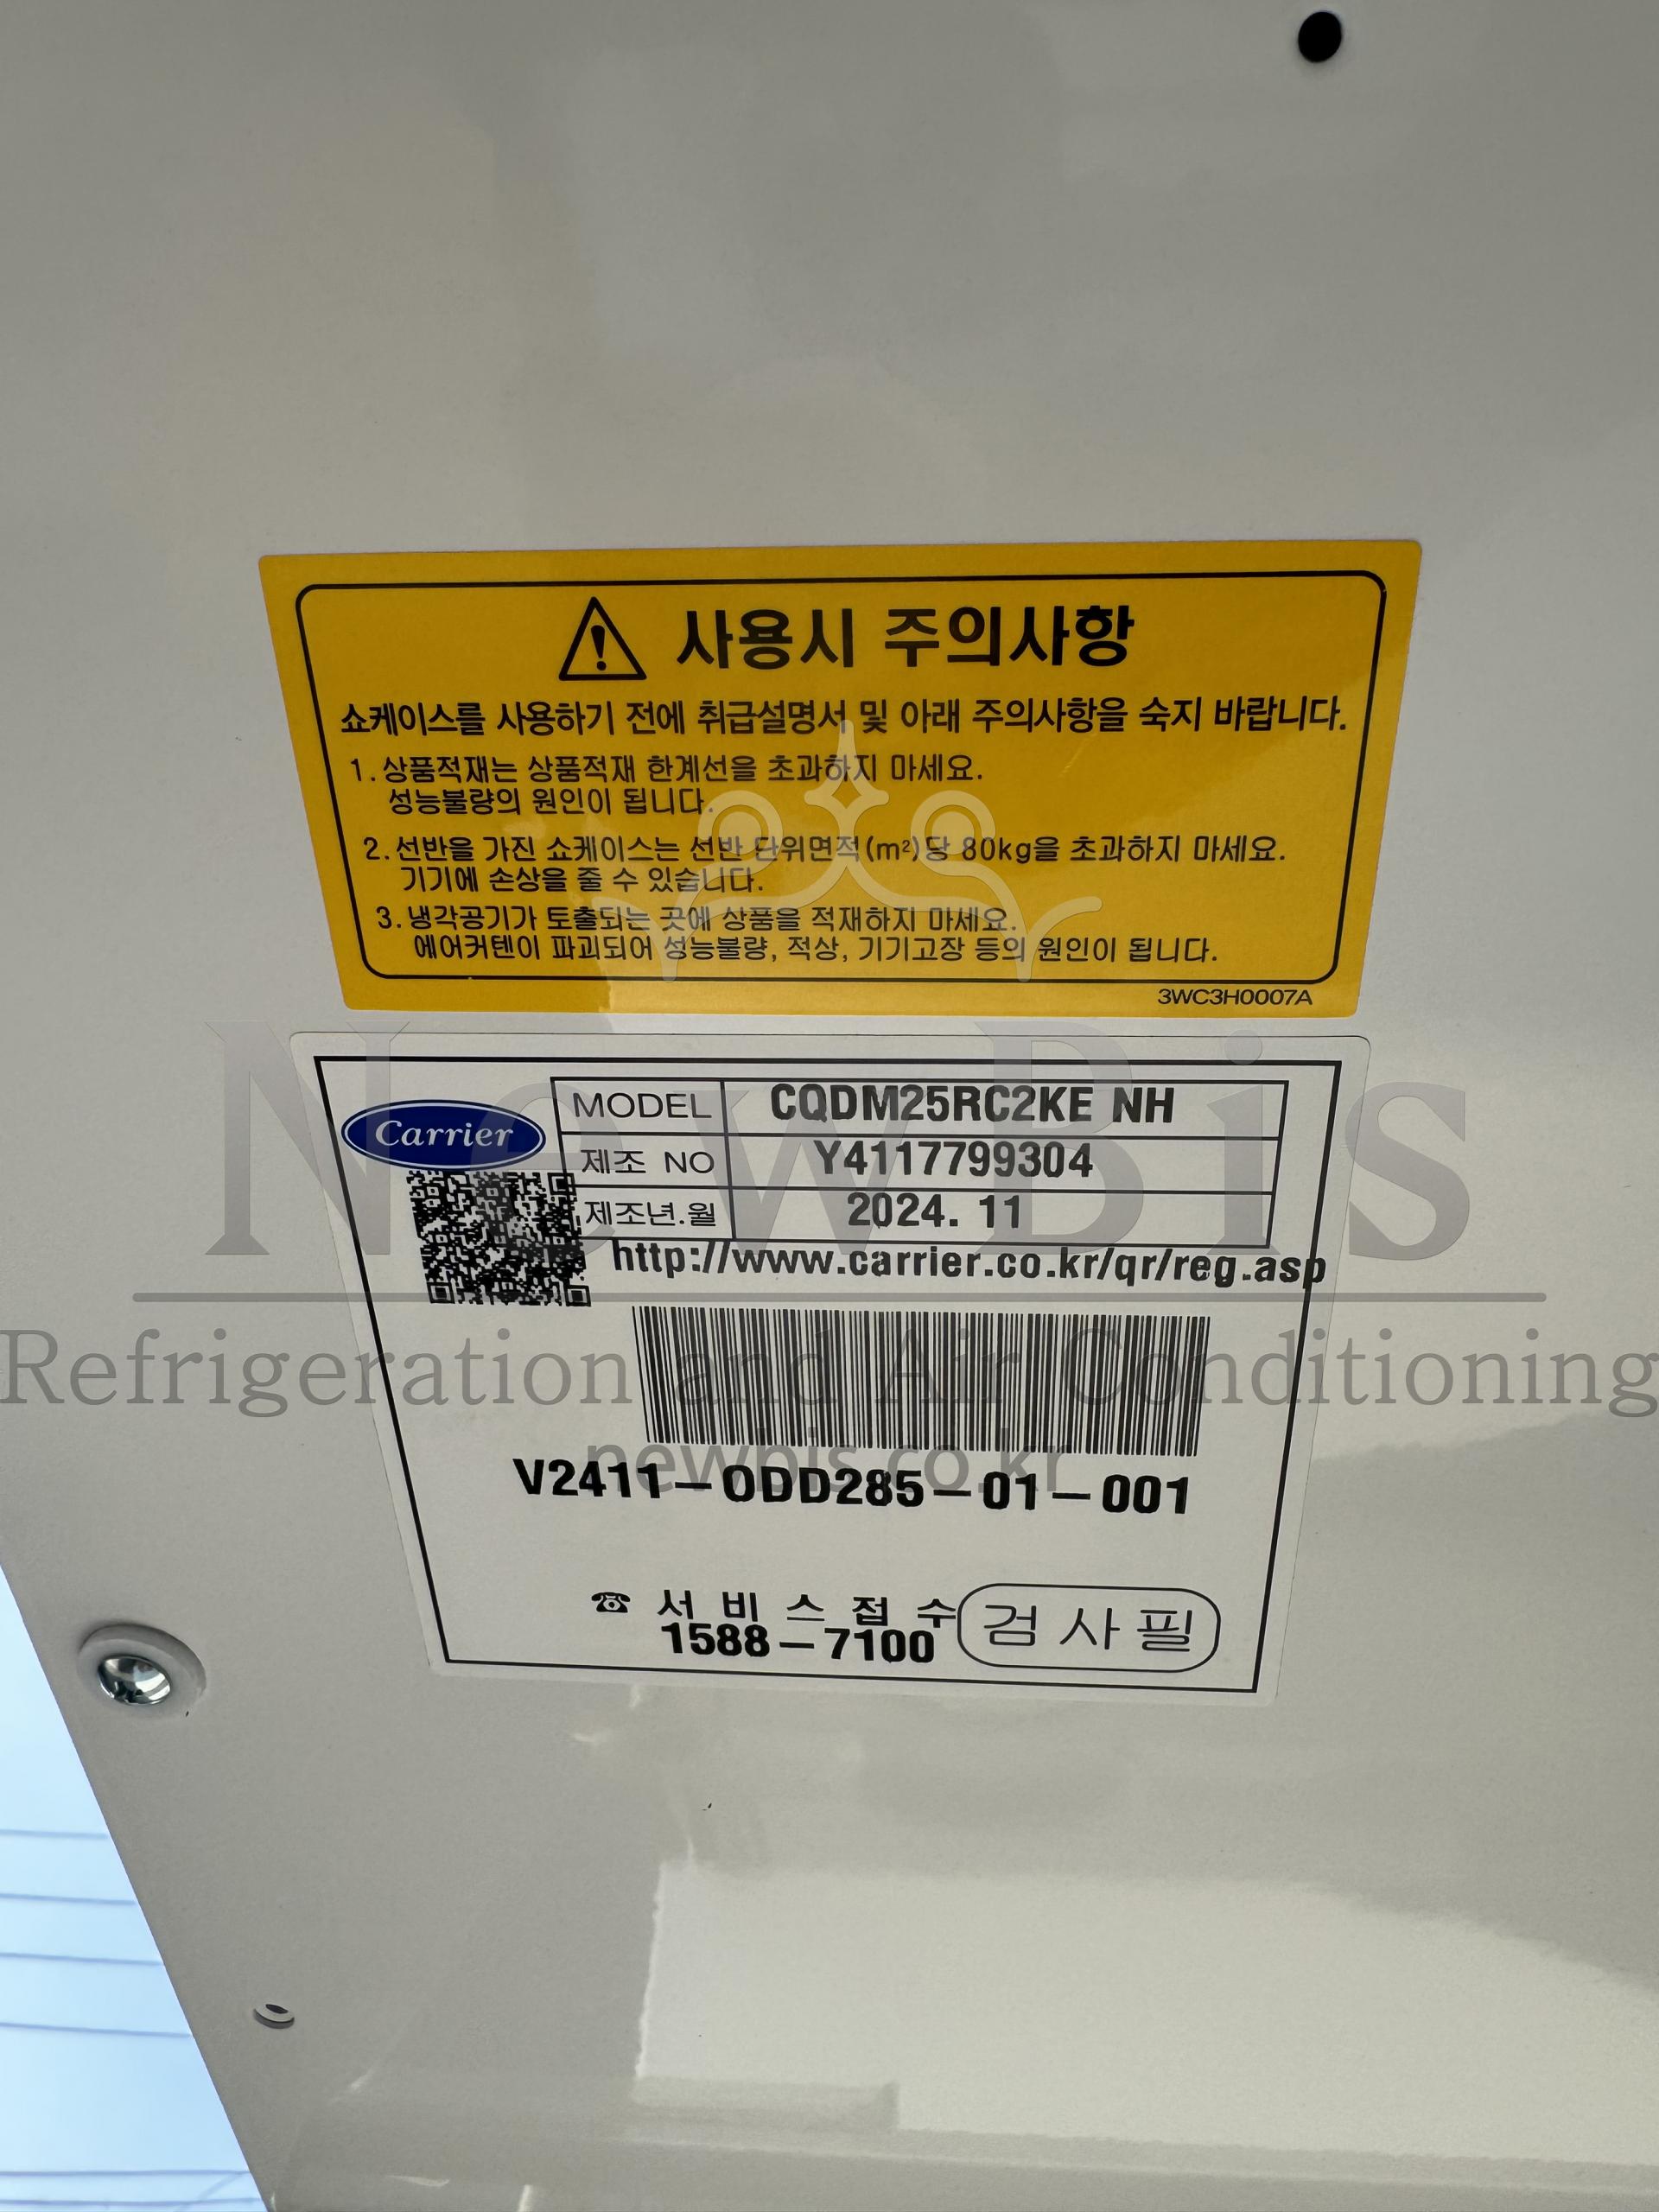 사용시 주의사항
쇼케이스를 사용하기 전에 취급설명서 및 아래 주의사항을 숙지 바랍니다.
1. 상품적재는 상품적재 한계선을 초과하지 마세요.
성능불량의 원인이 됩니다.
2. 선반을 가진 쇼케이스는 선반 단위면적(m²)당 80kg을 초과하지 마세요.
기기에 손상을 줄 수 있습니다.
3. 냉각공기가 토출되는 곳에 상품을 적재하지 마세요.
에어커텐이 파괴되어 성능불량, 적상, 기기고장 등의 원인이 됩니다.
3WC3H0007A
NewBis
Carrier
MODEL CQDM25RC2KE NH
제조 NO Y4117799304
제조년.월 2024. 11
http://www.carrier.co.kr/qr/reg.asp
Refrigeration and Air Conditioning
newbis.co.kr
V2411-0DD285-01-001
☎ 서 비 스 접 수
1588-7100
검 사 필